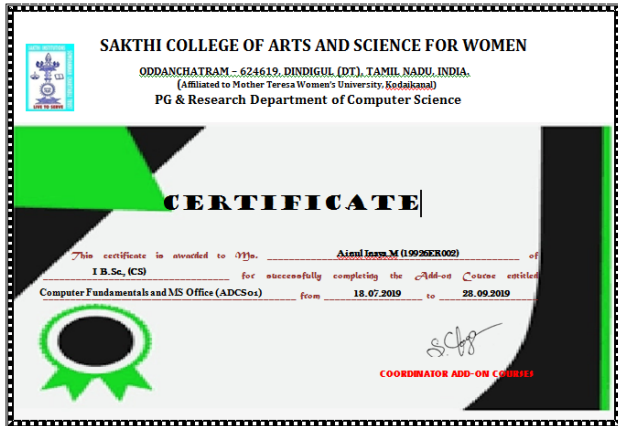 SAKTHI COLLEGE OF ARTS AND SCIENCE FOR WOMEN
ODDANCHATRAM – 624619, DINDIGUL (DT), TAMIL NADU, INDIA.
(Affiliated to Mother Teresa Women's University, Kodaikanal)
PG & Research Department of Computer Science
CERTIFICATE
This certificate is awarded to Ms. Ainul Inaya M (19926ER002) of
I B.Sc., (CS) for successfully completing the Add-on Course entitled
Computer Fundamentals and MS Office (ADCS01) from 18.07.2019 to 28.09.2019
COORDINATOR ADD-ON COURSES